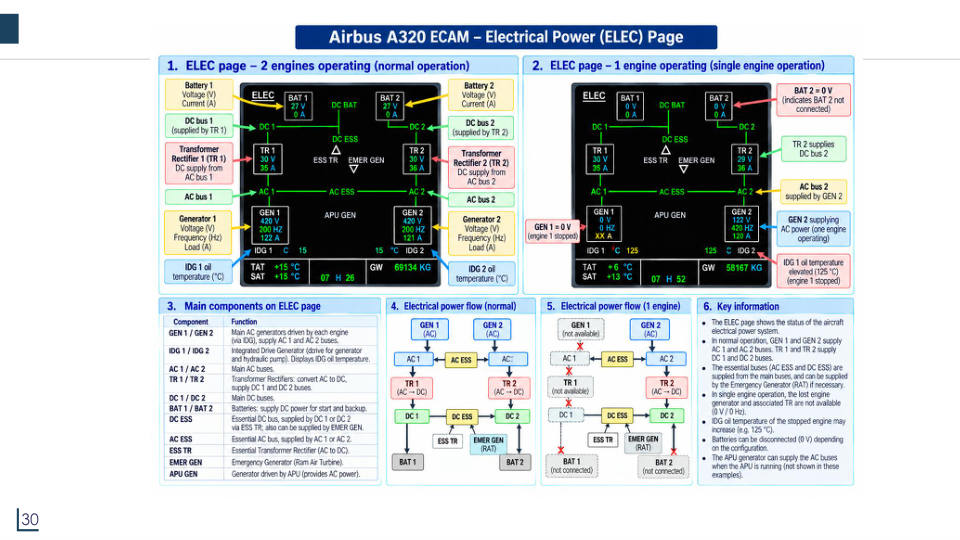 Airbus A320 ECAM – Electrical Power (ELEC) Page
1. ELEC page – 2 engines operating (normal operation)
Battery 1
Voltage (V)
Current (A)
DC bus 1
(supplied by TR 1)
Transformer
Rectifier 1 (TR 1)
DC supply from
AC bus 1
AC bus 1
Generator 1
Voltage (V)
Frequency (Hz)
Load (A)
IDG 1 oil
temperature (°C)
ELEC
BAT 1
27 V
0 A
DC BAT
BAT 2
27 V
0 A
DC 1
DC 2
DC ESS
TR 1
30 V
35 A
ESS TR
EMER GEN
TR 2
30 V
36 A
AC 1
AC ESS
AC 2
GEN 1
420 V
200 HZ
122 A
APU GEN
GEN 2
420 V
200 HZ
121 A
IDG 1 C 15
15 °C IDG 2
TAT +15 °C
SAT +15 °C
07 H 26
GW 69134 KG
Battery 2
Voltage (V)
Current (A)
DC bus 2
(supplied by TR 2)
Transformer
Rectifier 2 (TR 2)
DC supply from
AC bus 2
AC bus 2
Generator 2
Voltage (V)
Frequency (Hz)
Load (A)
IDG 2 oil
temperature (°C)
2. ELEC page – 1 engine operating (single engine operation)
ELEC
BAT 1
0 V
0 A
DC BAT
BAT 2
0 V
0 A
DC 1
DC 2
DC ESS
TR 1
30 V
35 A
ESS TR
EMER GEN
TR 2
29 V
36 A
AC 1
AC ESS
AC 2
GEN 1
0 V
0 HZ
XX A
APU GEN
GEN 2
122 V
420 HZ
120 A
IDG 1 °C 125
125 °C IDG 2
TAT +6 °C
SAT +13 °C
07 H 52
GW 58167 KG
GEN 1 = 0 V
(engine 1 stopped)
BAT 2 = 0 V
(indicates BAT 2 not
connected)
TR 2 supplies
DC bus 2
AC bus 2
supplied by GEN 2
GEN 2 supplying
AC power (one engine
operating)
IDG 1 oil temperature
elevated (125 °C)
(engine 1 stopped)
3. Main components on ELEC page
Component Function
GEN 1 / GEN 2 Main AC generators driven by each engine
(via IDG), supply AC 1 and AC 2 buses.
IDG 1 / IDG 2 Integrated Drive Generator (drive for generator
and hydraulic pump). Displays IDG oil temperature.
AC 1 / AC 2 Main AC buses.
TR 1 / TR 2 Transformer Rectifiers: convert AC to DC,
supply DC 1 and DC 2 buses.
DC 1 / DC 2 Main DC buses.
BAT 1 / BAT 2 Batteries: supply DC power for start and backup.
DC ESS Essential DC bus, supplied by DC 1 or DC 2
via ESS TR; also can be supplied by EMER GEN.
AC ESS Essential AC bus, supplied by AC 1 or AC 2.
ESS TR Essential Transformer Rectifier (AC to DC).
EMER GEN Emergency Generator (Ram Air Turbine).
APU GEN Generator driven by APU (provides AC power).
4. Electrical power flow (normal)
GEN 1
(AC)
GEN 2
(AC)
AC 1
AC ESS
AC 2
TR 1
(AC → DC)
TR 2
(AC → DC)
DC 1
DC ESS
DC 2
ESS TR
EMER GEN
(RAT)
BAT 1
BAT 2
5. Electrical power flow (1 engine)
GEN 1
(not available)
GEN 2
(AC)
AC 1
AC ESS
AC 2
TR 1
(not available)
TR 2
(AC → DC)
DC 1
DC ESS
DC 2
ESS TR
EMER GEN
(RAT)
BAT 1
(not connected)
BAT 2
(not connected)
6. Key information
• The ELEC page shows the status of the aircraft
electrical power system.
• In normal operation, GEN 1 and GEN 2 supply
AC 1 and AC 2 buses. TR 1 and TR 2 supply
DC 1 and DC 2 buses.
• The essential buses (AC ESS and DC ESS) are
supplied from the main buses, and can be supplied
by the Emergency Generator (RAT) if necessary.
• In single engine operation, the lost engine
generator and associated TR are not available
(0 V / 0 Hz).
• IDG oil temperature of the stopped engine may
increase (e.g. 125 °C).
• Batteries can be disconnected (0 V) depending
on the configuration.
• The APU generator can supply the AC buses
when the APU is running (not shown in these
examples).
30